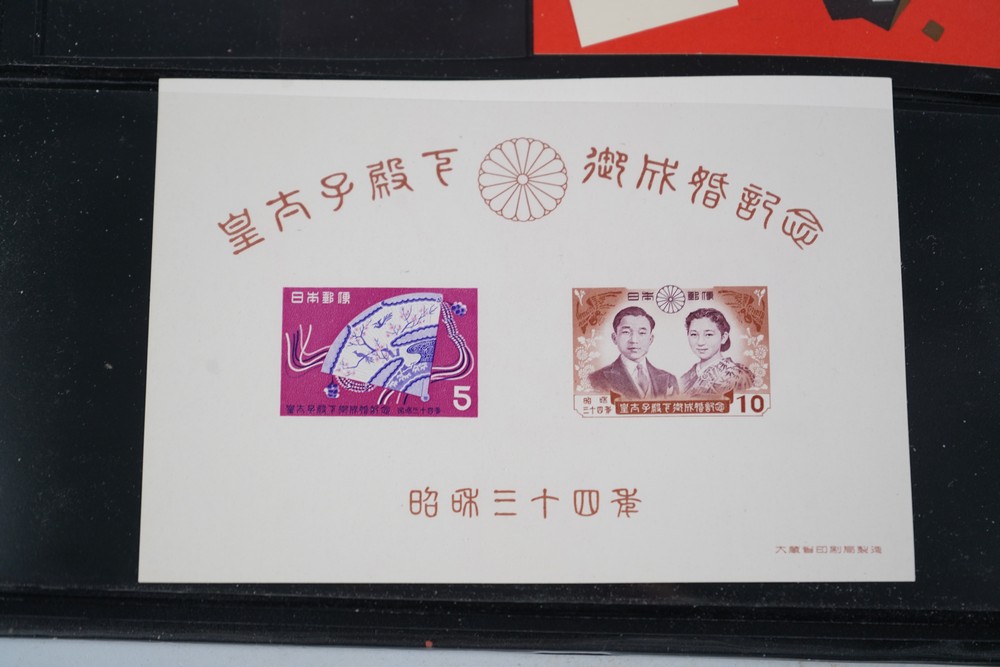 皇太子殿下 御成婚記念
日本郵便
皇太子殿下御成婚記念 昭和三十四年
5
日本郵便
昭和
三十四年
皇太子殿下御成婚記念
10
昭和三十四年
大蔵省印刷局製造